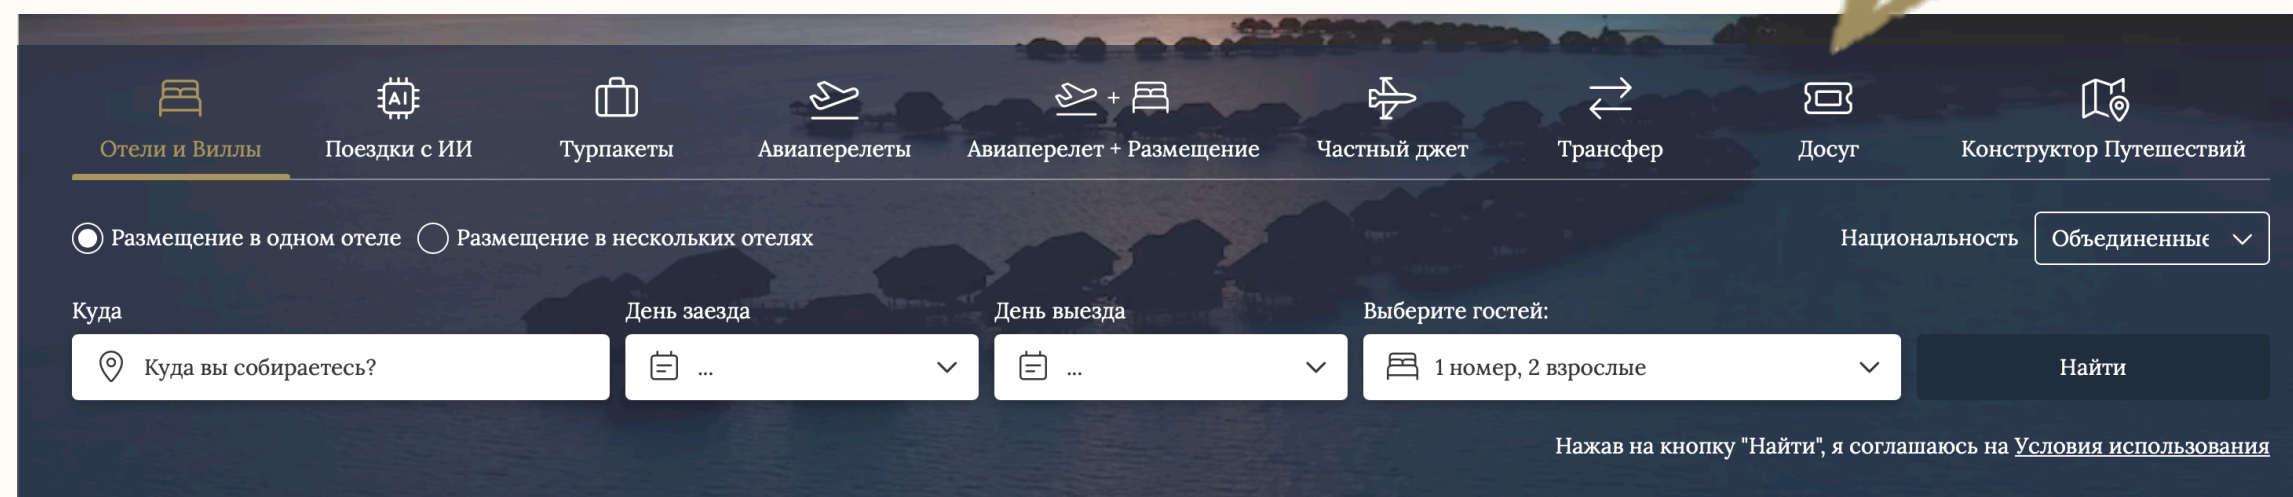 AI
+
Отели и Виллы
Поездки с ИИ
Турпакеты
Авиаперелеты
Авиаперелет + Размещение
Частный джет
Трансфер
Досуг
Конструктор Путешествий
Размещение в одном отеле
Размещение в нескольких отелях
Национальность
Объединенные
Куда
День заезда
День выезда
Выберите гостей:
Куда вы собираетесь?
...
...
1 номер, 2 взрослые
Найти
Нажав на кнопку "Найти", я соглашаюсь на Условия использования